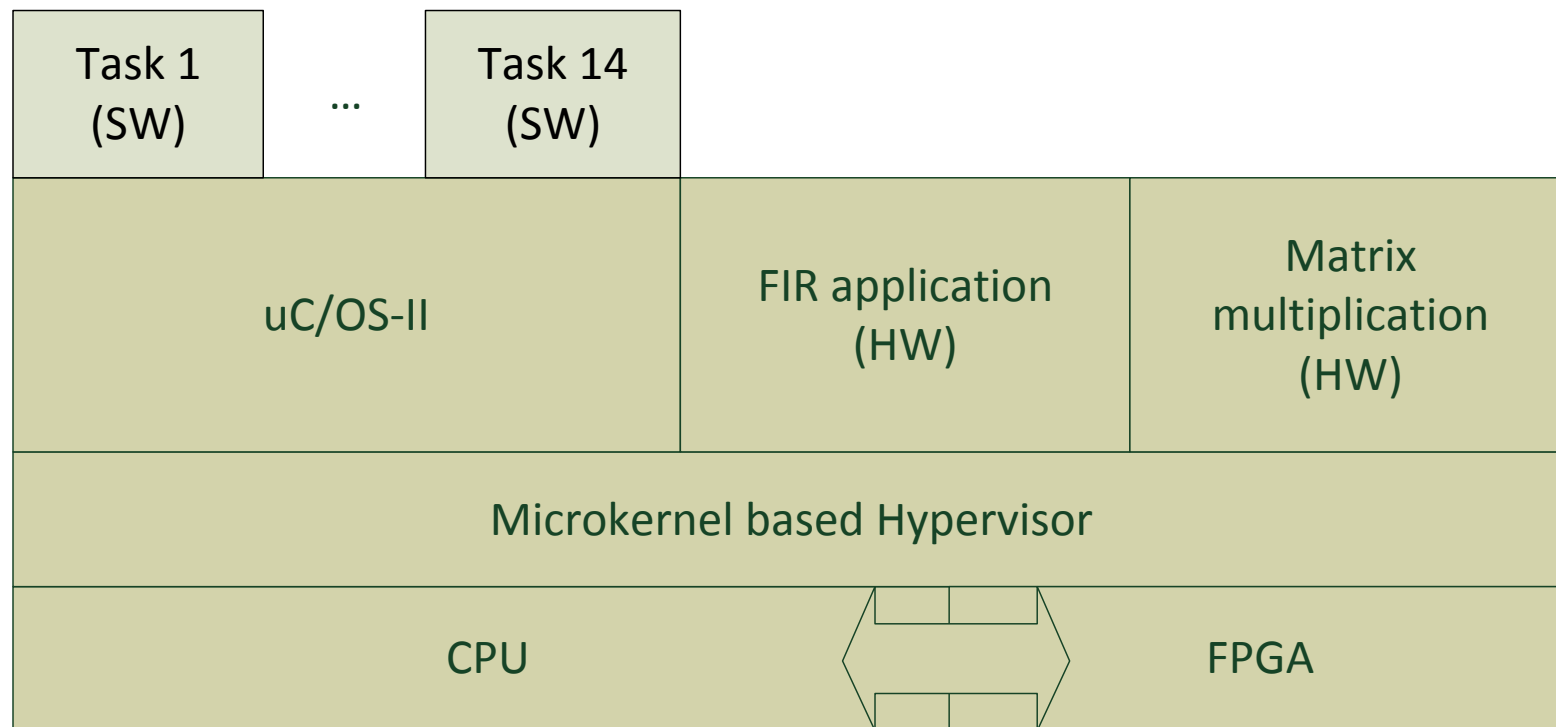 Task 1
(SW)
...
Task 14
(SW)
uC/OS-II
FIR application
(HW)
Matrix
multiplication
(HW)
Microkernel based Hypervisor
CPU
FPGA